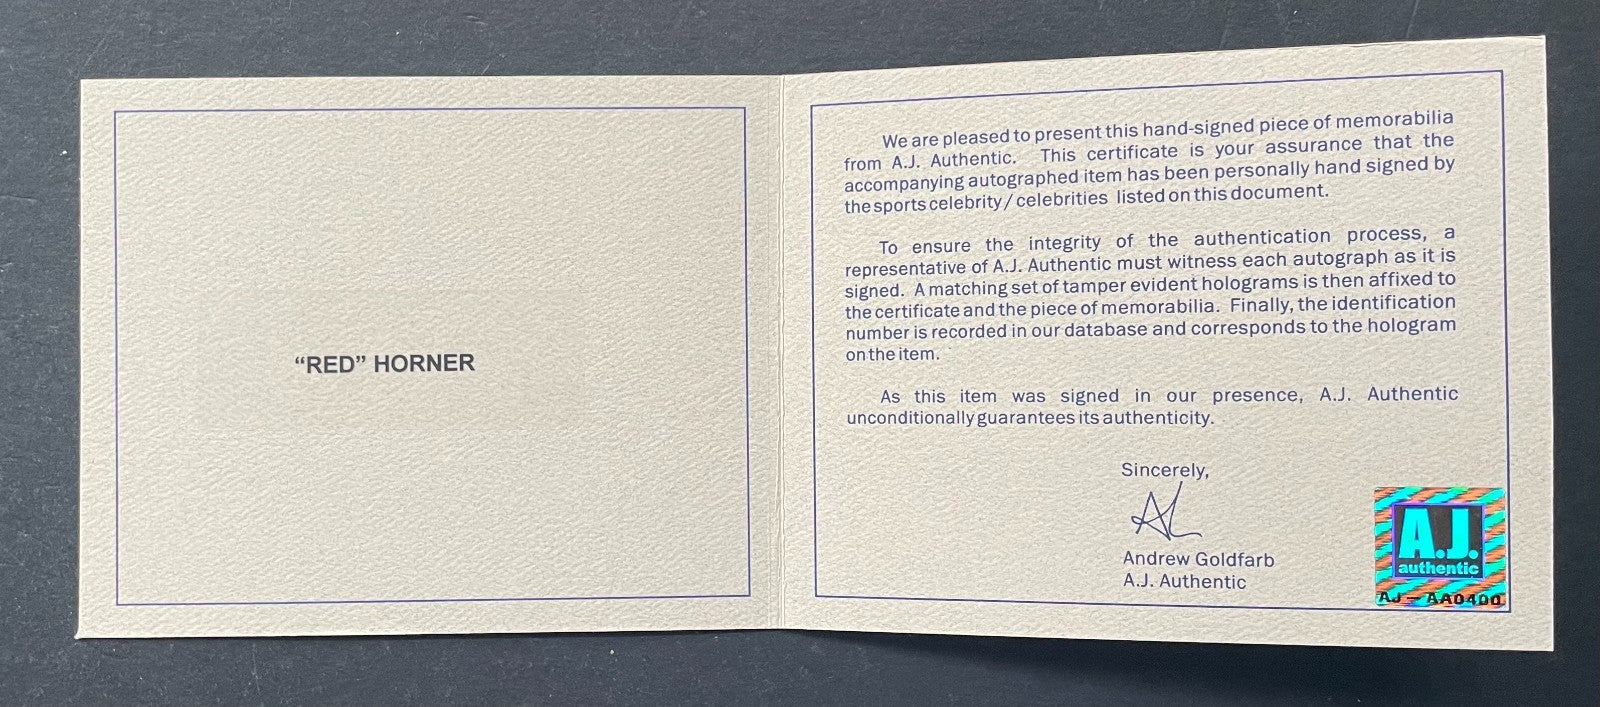 “RED” HORNER
We are pleased to present this hand-signed piece of memorabilia
from A.J. Authentic. This certificate is your assurance that the
accompanying autographed item has been personally hand signed by
the sports celebrity / celebrities listed on this document.
To ensure the integrity of the authentication process, a
representative of A.J. Authentic must witness each autograph as it is
signed. A matching set of tamper evident holograms is then affixed to
the certificate and the piece of memorabilia. Finally, the identification
number is recorded in our database and corresponds to the hologram
on the item.
As this item was signed in our presence, A.J. Authentic
unconditionally guarantees its authenticity.
Sincerely,
Andrew Goldfarb
A.J. Authentic
A.J.
authentic
AJ – AA0400